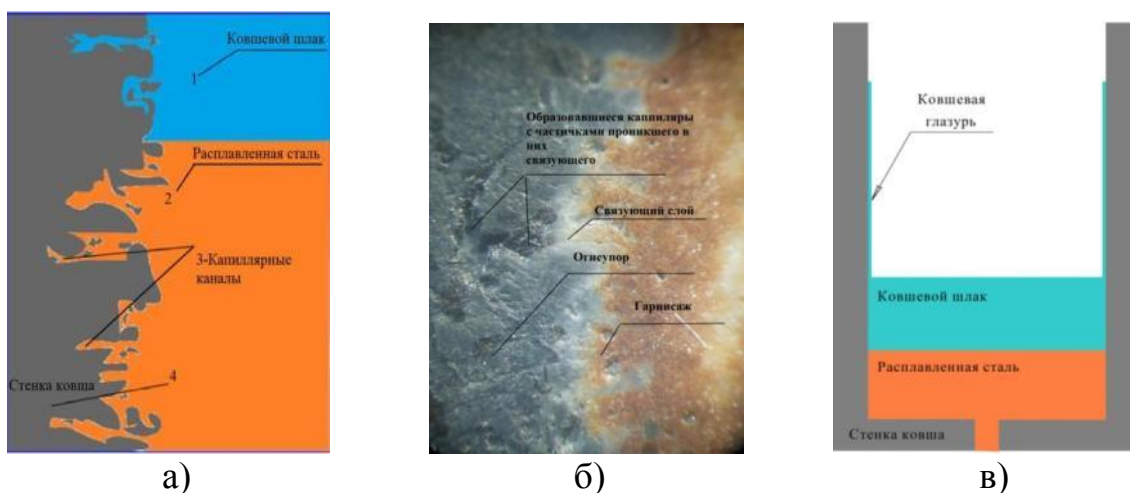 Ковшевой шлак
1
Расплавленная сталь
2
3-Капиллярные
каналы
4
Стенка ковша
а)
Образовавшиеся каппиляры
с частичками проникшего в
них
связующего
Связующий слой
Огнеупор
Гарнисаж
б)
Ковшевая
глазурь
Ковшевой шлак
Расплавленная сталь
Стенка ковша
в)